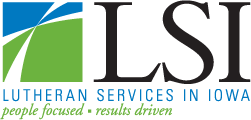 LSI
LUTHERAN SERVICES IN IOWA
people focused • results driven